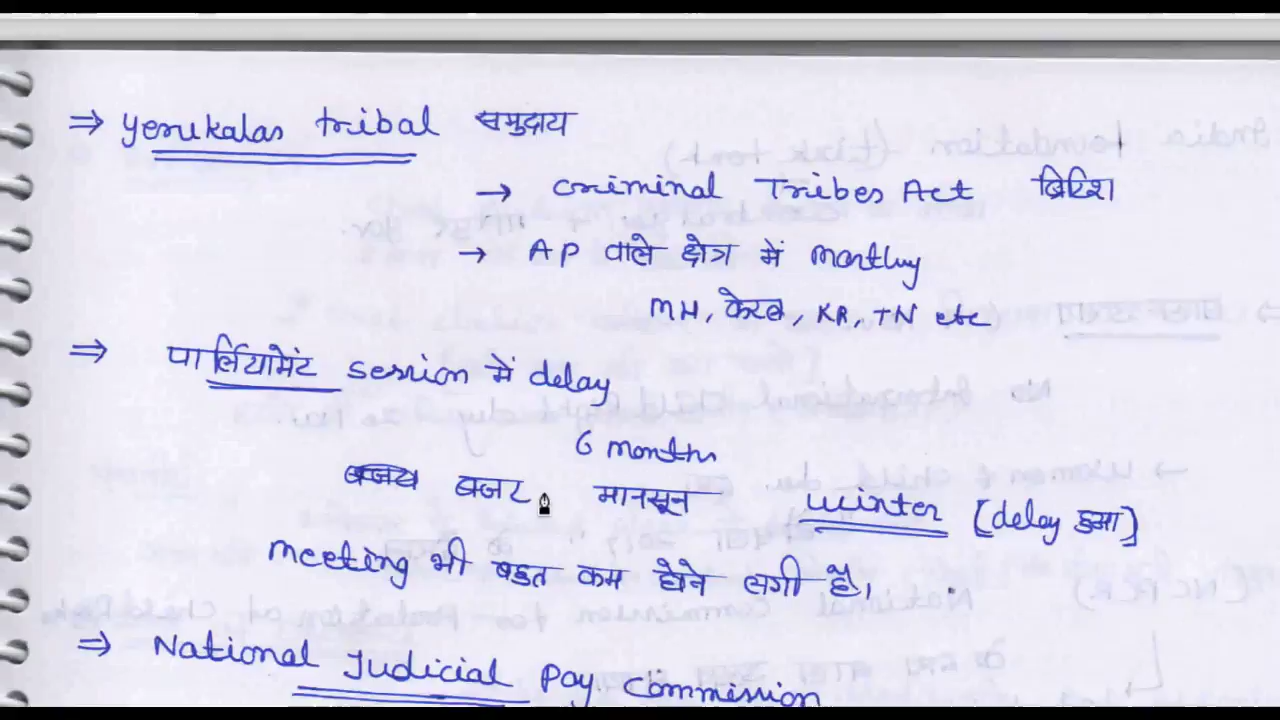 ⇒ Yerukalas tribal समुदाय
→ Criminal Tribes Act ब्रिटिश
→ AP वाले क्षेत्र में
MH, केरल, KR, TN etc
⇒ पार्लियामेंट session में delay
6 months
बजट मानसून winter [delay हुआ]
meeting भी बहुत कम होने लगी है।
⇒ National Judicial Pay Commission